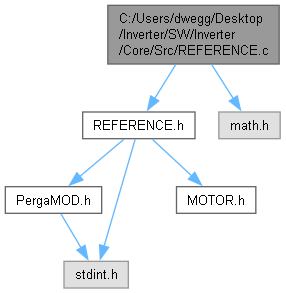 C:/Users/dwegg/Desktop
/Inverter/SW/Inverter
/Core/Src/REFERENCE.c
REFERENCE.h
math.h
PergaMOD.h
MOTOR.h
stdint.h